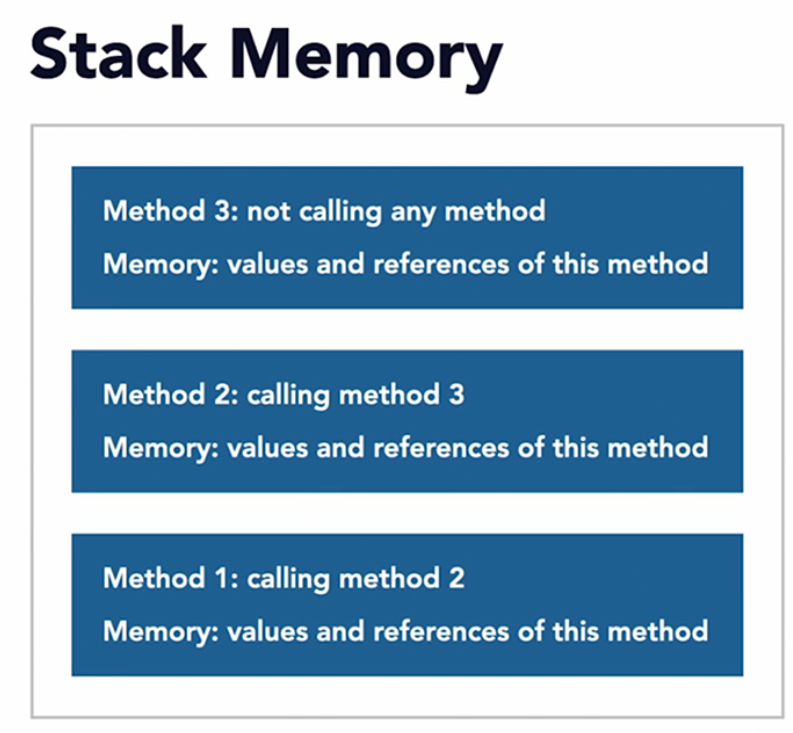 Stack Memory
Method 3: not calling any method
Memory: values and references of this method
Method 2: calling method 3
Memory: values and references of this method
Method 1: calling method 2
Memory: values and references of this method